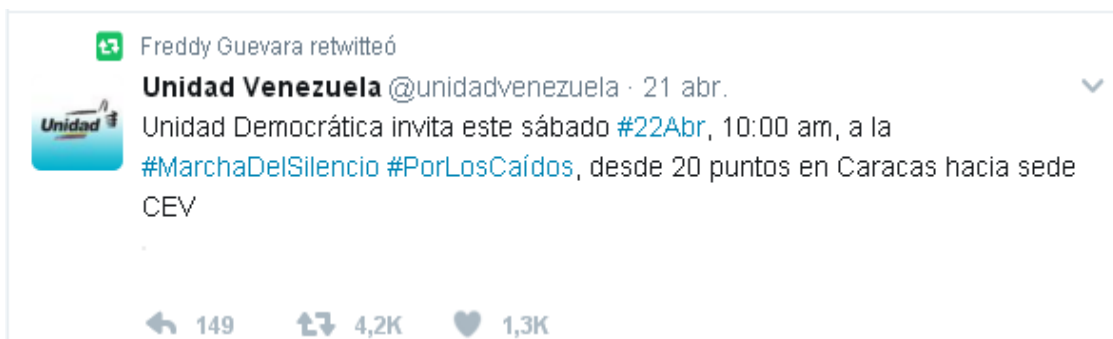 Freddy Guevara retwitteó
Unidad Venezuela @unidadvenezuela · 21 abr.
Unidad
Unidad Democrática invita este sábado #22Abr, 10:00 am, a la
#MarchaDelSilencio #PorLosCaídos, desde 20 puntos en Caracas hacia sede
CEV
149 4,2K 1,3K